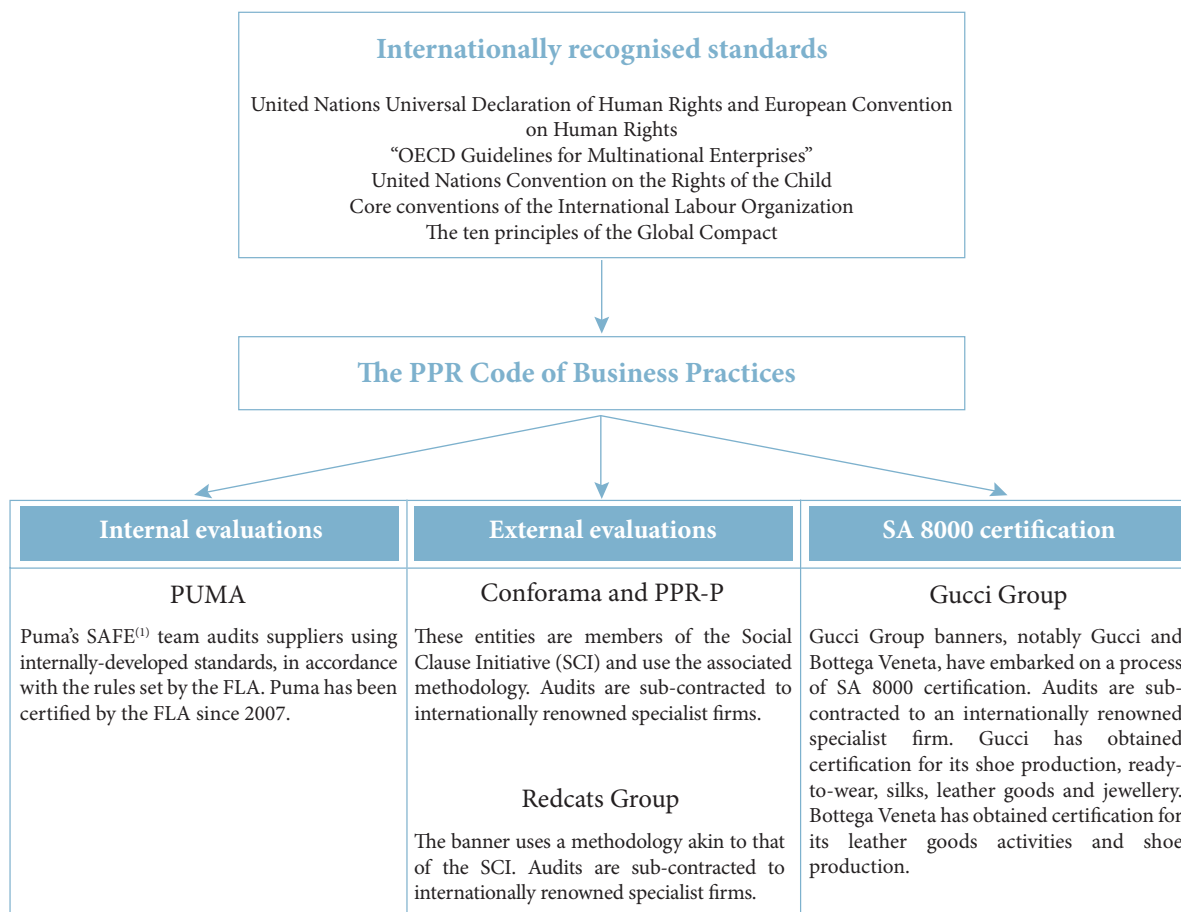 Internationally recognised standards
United Nations Universal Declaration of Human Rights and European Convention
on Human Rights
“OECD Guidelines for Multinational Enterprises”
United Nations Convention on the Rights of the Child
Core conventions of the International Labour Organization
The ten principles of the Global Compact
The PPR Code of Business Practices
Internal evaluations
PUMA
Puma’s SAFE(1) team audits suppliers using
internally-developed standards, in accordance
with the rules set by the FLA. Puma has been
certified by the FLA since 2007.
External evaluations
Conforama and PPR-P
These entities are members of the Social
Clause Initiative (SCI) and use the associated
methodology. Audits are sub-contracted to
internationally renowned specialist firms.
Redcats Group
The banner uses a methodology akin to that
of the SCI. Audits are sub-contracted to
internationally renowned specialist firms.
SA 8000 certification
Gucci Group
Gucci Group banners, notably Gucci and
Bottega Veneta, have embarked on a process
of SA 8000 certification. Audits are sub-
contracted to an internationally renowned
specialist firm. Gucci has obtained
certification for its shoe production, ready-
to-wear, silks, leather goods and jewellery.
Bottega Veneta has obtained certification for
its leather goods activities and shoe
production.